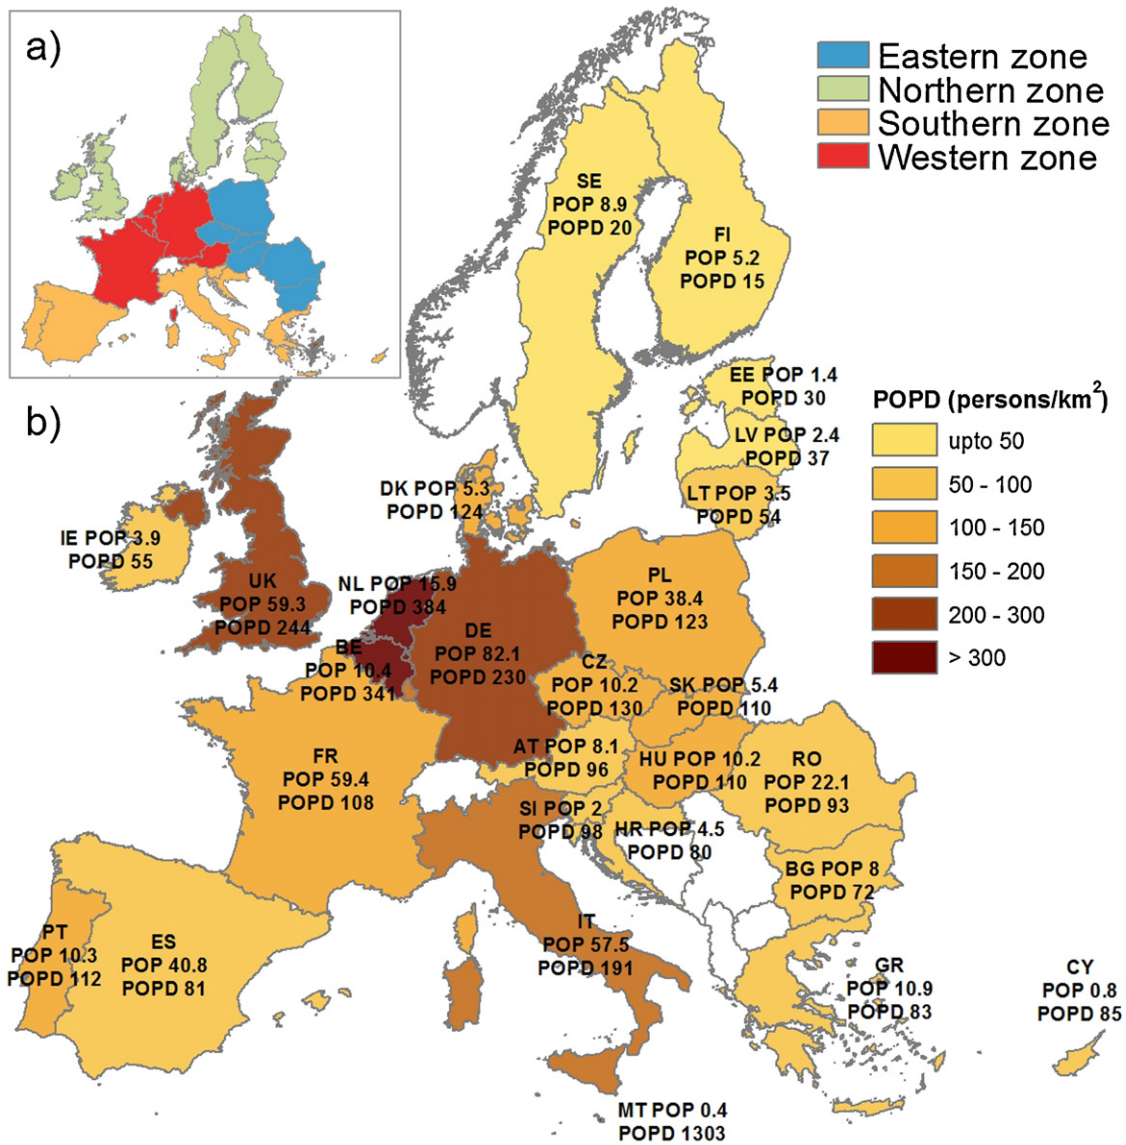 a)
Eastern zone
Northern zone
Southern zone
Western zone
b)
SE
POP 8.9
POPD 20
FI
POP 5.2
POPD 15
EE POP 1.4
POPD 30
LV POP 2.4
POPD 37
LT POP 3.5
POPD 54
POPD (persons/km²)
upto 50
50 - 100
100 - 150
150 - 200
200 - 300
> 300
DK POP 5.3
POPD 124
IE POP 3.9
POPD 55
UK
POP 59.3
POPD 244
NL POP 15.9
POPD 384
BE
POP 10.4
POPD 341
DE
POP 82.1
POPD 230
PL
POP 38.4
POPD 123
CZ
POP 10.2
POPD 130
SK POP 5.4
POPD 110
AT POP 8.1
POPD 96
HU POP 10.2
POPD 110
RO
POP 22.1
POPD 93
FR
POP 59.4
POPD 108
SI POP 2
POPD 98
HR POP 4.5
POPD 80
BG POP 8
POPD 72
PT
POP 10.3
POPD 112
ES
POP 40.8
POPD 81
IT
POP 57.5
POPD 191
GR
POP 10.9
POPD 83
CY
POP 0.8
POPD 85
MT POP 0.4
POPD 1303